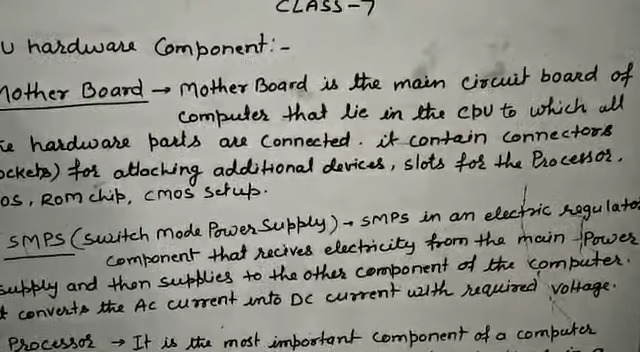 CLASS-7
U hardware Component:-
Mother Board → Mother Board is the main circuit board of
computer that lie in the CPU to which all
hardware parts are connected. it contain connectors
ockets) for attaching additional devices, slots for the Processor,
OS, ROM chip, CMOS setup.
SMPS (Switch Mode Power Supply) → SMPS in an electric regulato
component that recives electricity from the main Power
supply and then supplies to the other component of the computer.
t converts the AC current into DC current with required voltage.
Processor → It is the most important component of a computer